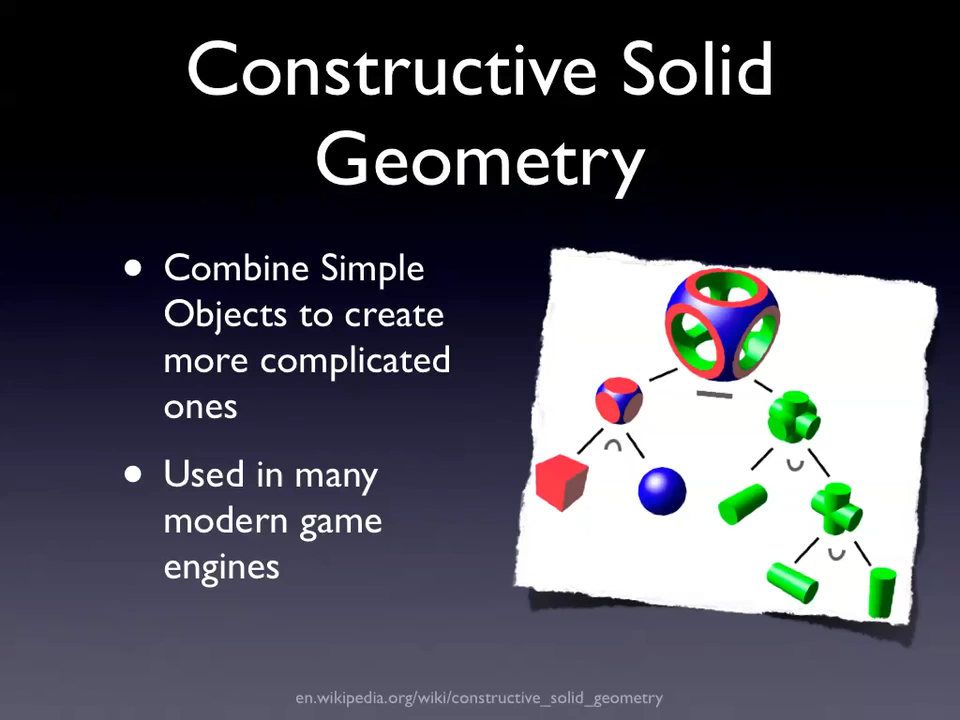 Constructive Solid
Geometry
• Combine Simple
Objects to create
more complicated
ones
• Used in many
modern game
engines
en.wikipedia.org/wiki/constructive_solid_geometry